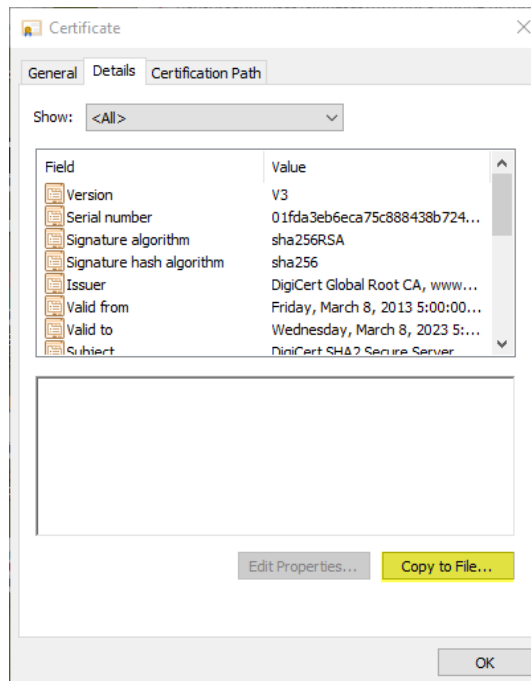 Certificate
General Details Certification Path
Show: <All>
Field Value
Version V3
Serial number 01fda3eb6eca75c888438b724...
Signature algorithm sha256RSA
Signature hash algorithm sha256
Issuer DigiCert Global Root CA, www...
Valid from Friday, March 8, 2013 5:00:00...
Valid to Wednesday, March 8, 2023 5:...
Subject DigiCert SHA2 Secure Server
Edit Properties... Copy to File...
OK